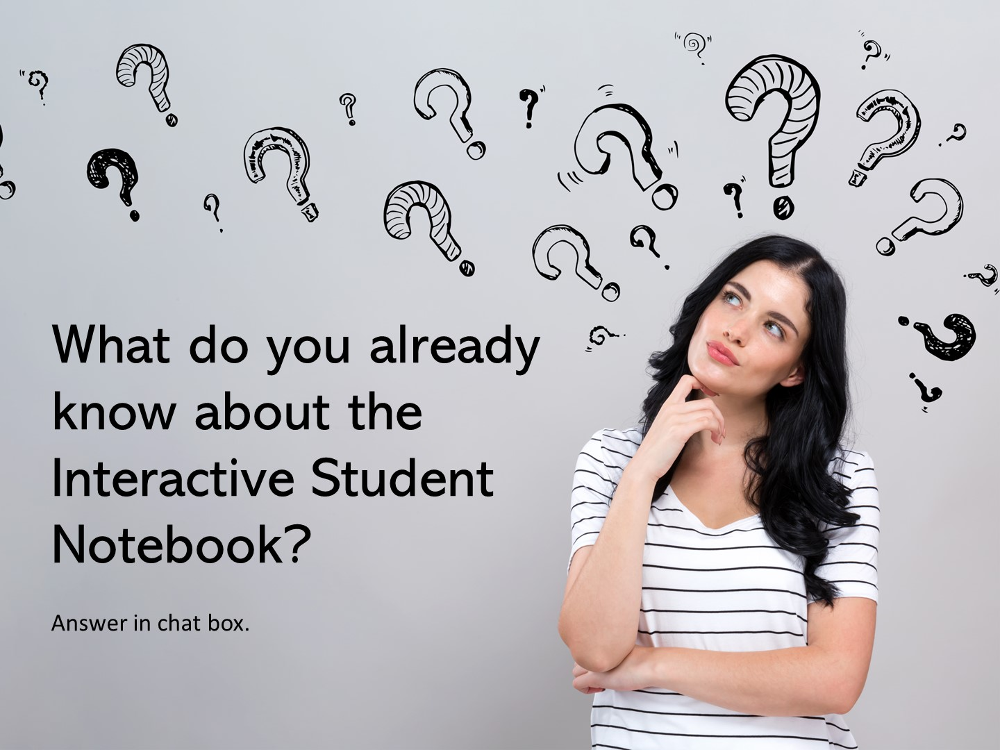 What do you already
know about the
Interactive Student
Notebook?
Answer in chat box.